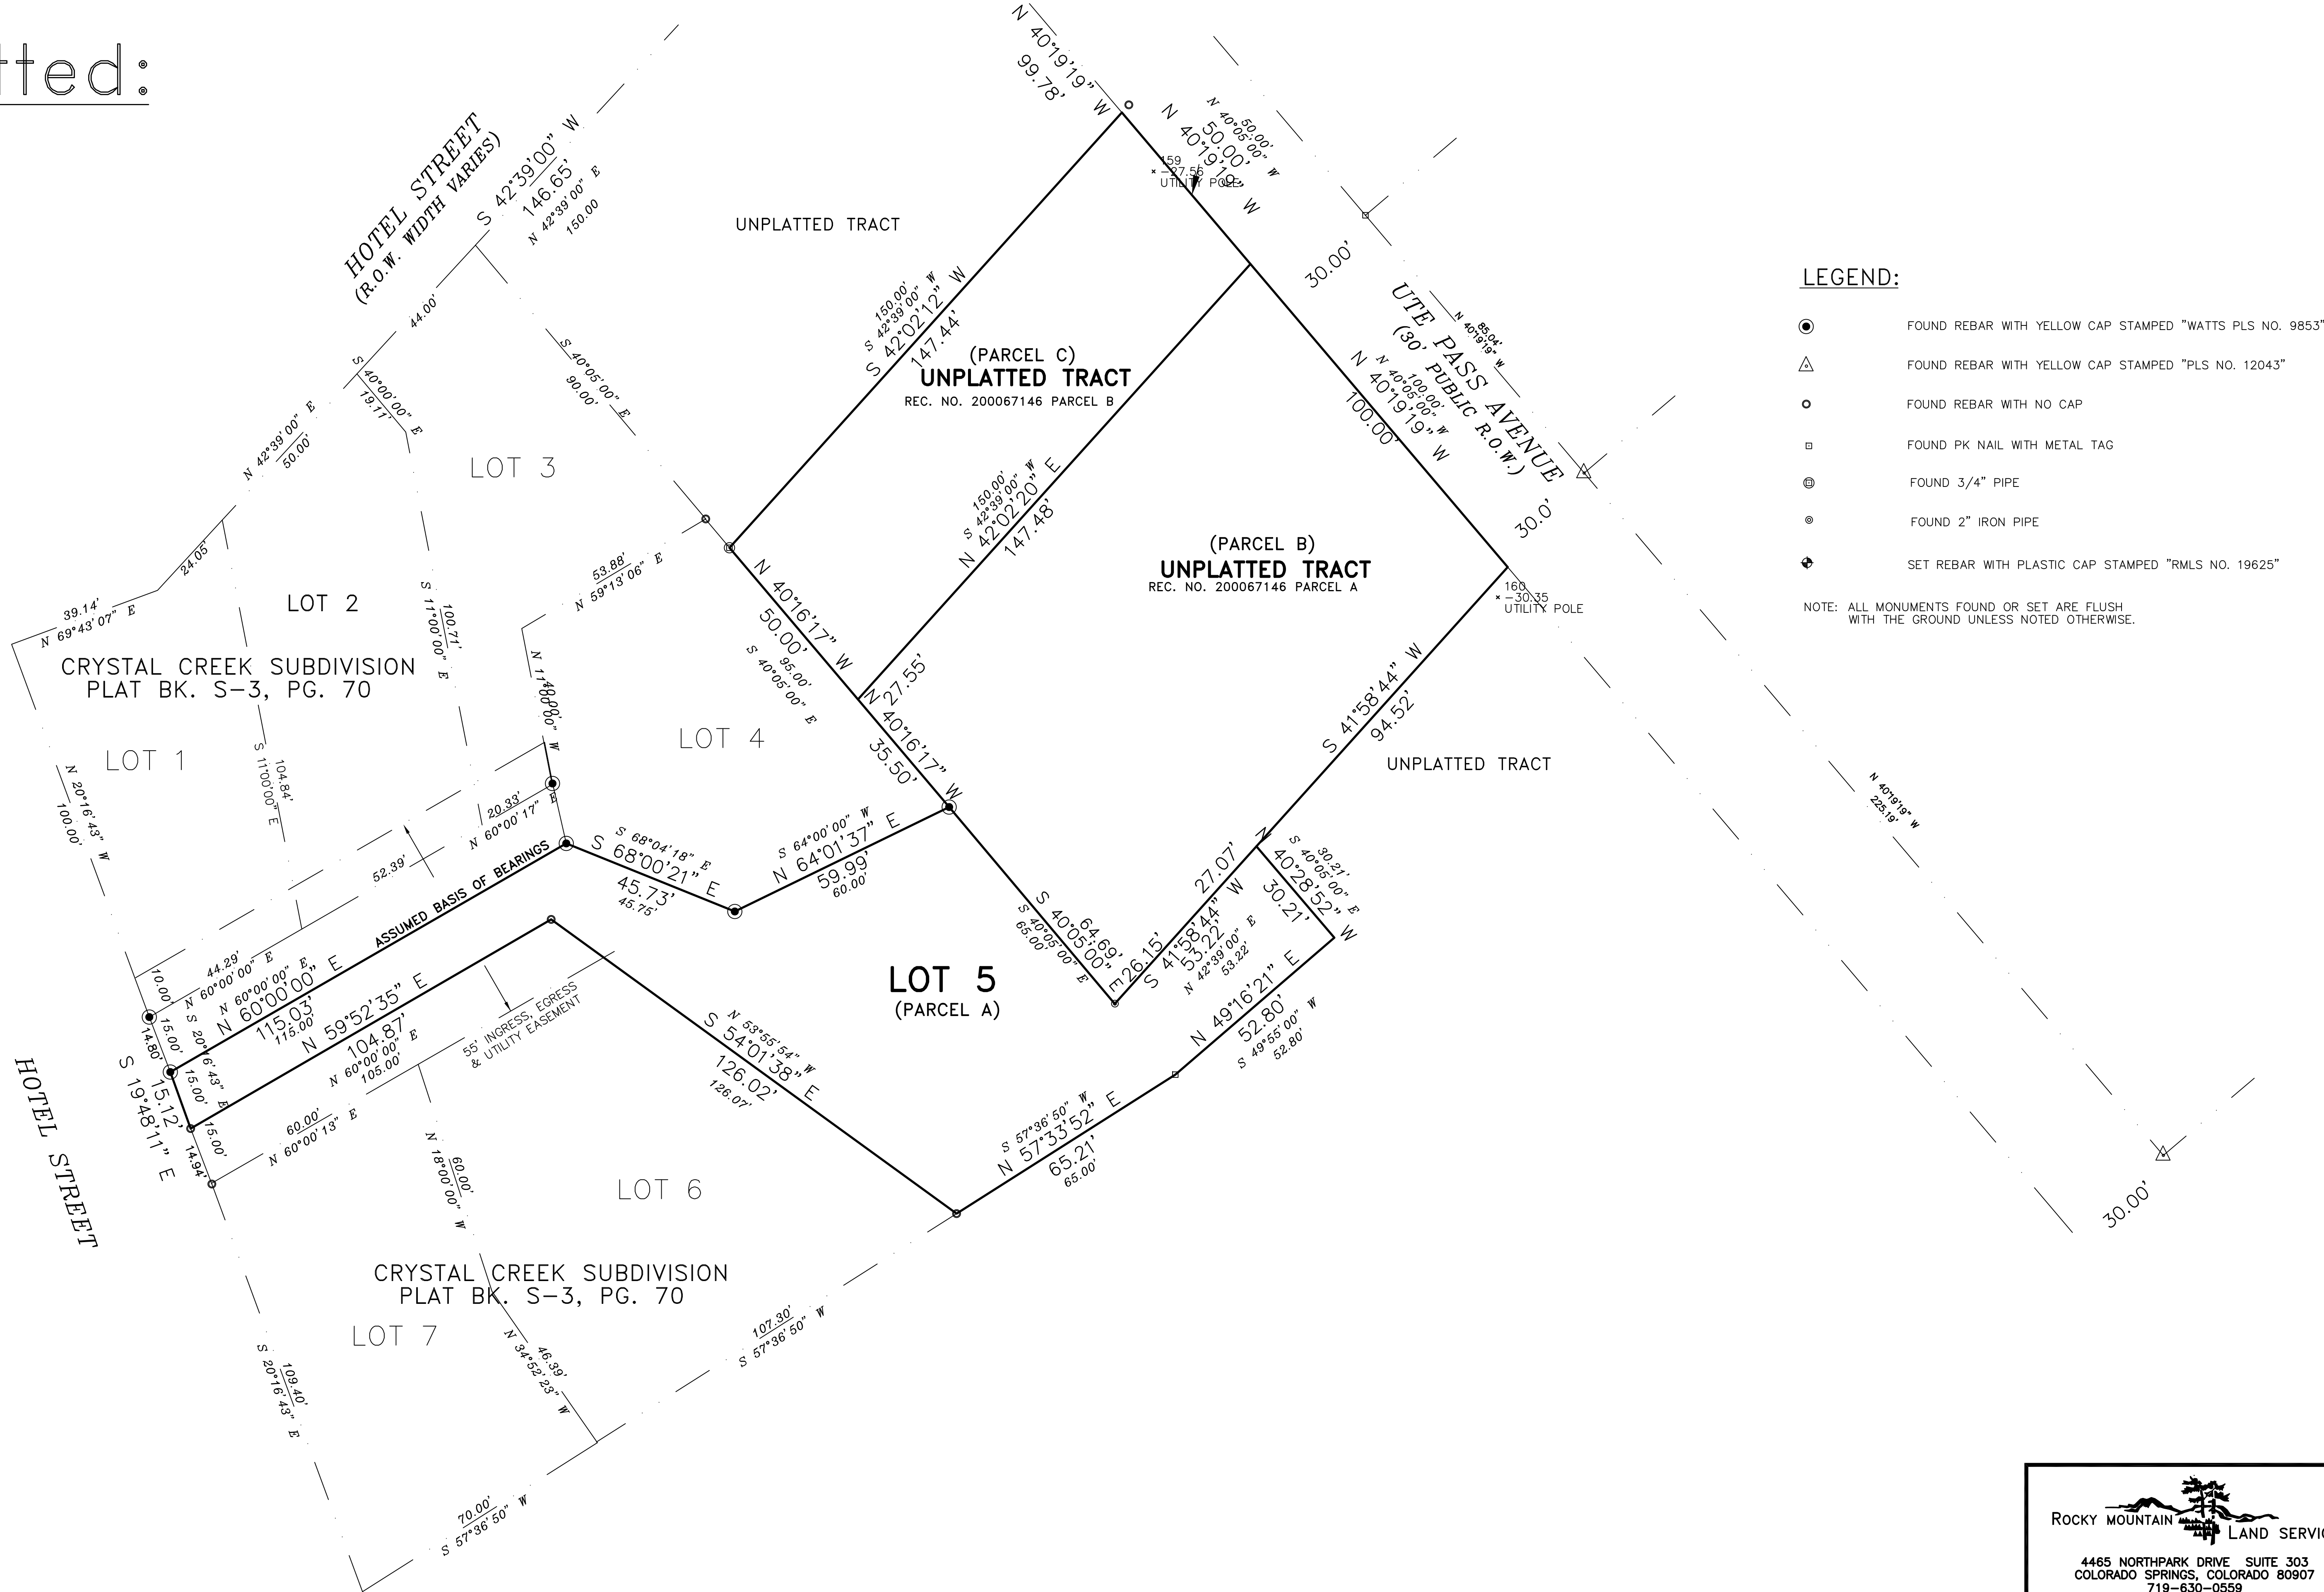 tted:
HOTEL STREET
(R.O.W. WIDTH VARIES)
S 42°39'00" W
146.65'
N 42°39'00" E
150.00
N 40°19'19" W
99.78'
50.00'
N 40°05'00" W
50.00'
N 40°19'19" W
159
-27.56
UTILITY POLE
UNPLATTED TRACT
44.00'
S 40°00'00" E
19.11'
S 40°05'00" E
90.00'
N 42°39'00" E
50.00'
24.05'
39.14'
N 69°43'07" E
LOT 3
LOT 2
CRYSTAL CREEK SUBDIVISION
PLAT BK. S-3, PG. 70
LOT 1
S 11°00'00" E
100.71'
104.84'
S 11°00'00" E
N 20°16'43" W
100.00'
53.88'
N 59°13'06" E
N 11°00'00" W
40.00'
LOT 4
150.00'
S 42°39'00" W
S 42°02'12" W
147.44'
(PARCEL C)
UNPLATTED TRACT
REC. NO. 200067146 PARCEL B
150.00'
S 42°39'00" W
N 42°02'20" E
147.48'
30.00'
UTE PASS AVENUE
(30' PUBLIC R.O.W.)
85.04'
N 40°19'19" W
100.00'
N 40°05'00" W
N 40°19'19" W
100.00'
30.0'
(PARCEL B)
UNPLATTED TRACT
REC. NO. 200067146 PARCEL A
160
-30.35
UTILITY POLE
N 40°16'17" W
50.00'
95.00'
S 40°05'00" E
27.55'
N 40°16'17" W
35.50'
S 41°58'44" W
94.52'
UNPLATTED TRACT
N 40°19'19" W
225.19'
30.00'
20.33'
N 60°00'17" E
52.39'
ASSUMED BASIS OF BEARINGS
S 68°04'18" E
S 68°00'21" E
45.73'
45.75'
S 64°00'00" W
N 64°01'37" E
59.99'
60.00'
10.00'
44.29'
N 60°00'00" E
N 60°00'00" E
N 60°00'00" E
115.03'
115.00'
14.80'
15.00'
S 20°16'43" E
15.00'
15.12'
S 19°48'11" E
15.00'
14.94'
N 59°52'35" E
104.87'
N 60°00'00" E
105.00'
55' INGRESS, EGRESS
& UTILITY EASEMENT
60.00'
N 60°00'13" E
HOTEL STREET
LOT 5
(PARCEL A)
64.69'
S 40°05'00" E
S 40°05'00" E
65.00'
27.07'
26.15'
S 41°58'44" W
53.22'
N 42°39'00" E
53.22'
30.21'
S 40°05'00" E
N 40°28'52" W
30.21'
N 49°16'21" E
52.80'
S 49°55'00" W
52.80'
N 53°55'54" W
S 54°01'38" E
126.02'
126.07'
S 57°36'50" W
N 57°33'52" E
65.21'
65.00'
60.00'
N 18°00'00" W
LOT 6
CRYSTAL CREEK SUBDIVISION
PLAT BK. S-3, PG. 70
LOT 7
46.39'
N 34°52'23" W
109.40'
S 20°16'43" E
107.30'
S 57°36'50" W
70.00'
S 57°36'50" W
LEGEND:
FOUND REBAR WITH YELLOW CAP STAMPED "WATTS PLS NO. 9853"
FOUND REBAR WITH YELLOW CAP STAMPED "PLS NO. 12043"
FOUND REBAR WITH NO CAP
FOUND PK NAIL WITH METAL TAG
FOUND 3/4" PIPE
FOUND 2" IRON PIPE
SET REBAR WITH PLASTIC CAP STAMPED "RMLS NO. 19625"
NOTE: ALL MONUMENTS FOUND OR SET ARE FLUSH
WITH THE GROUND UNLESS NOTED OTHERWISE.
ROCKY MOUNTAIN
LAND SERVIC
4465 NORTHPARK DRIVE SUITE 303
COLORADO SPRINGS, COLORADO 80907
719-630-0559